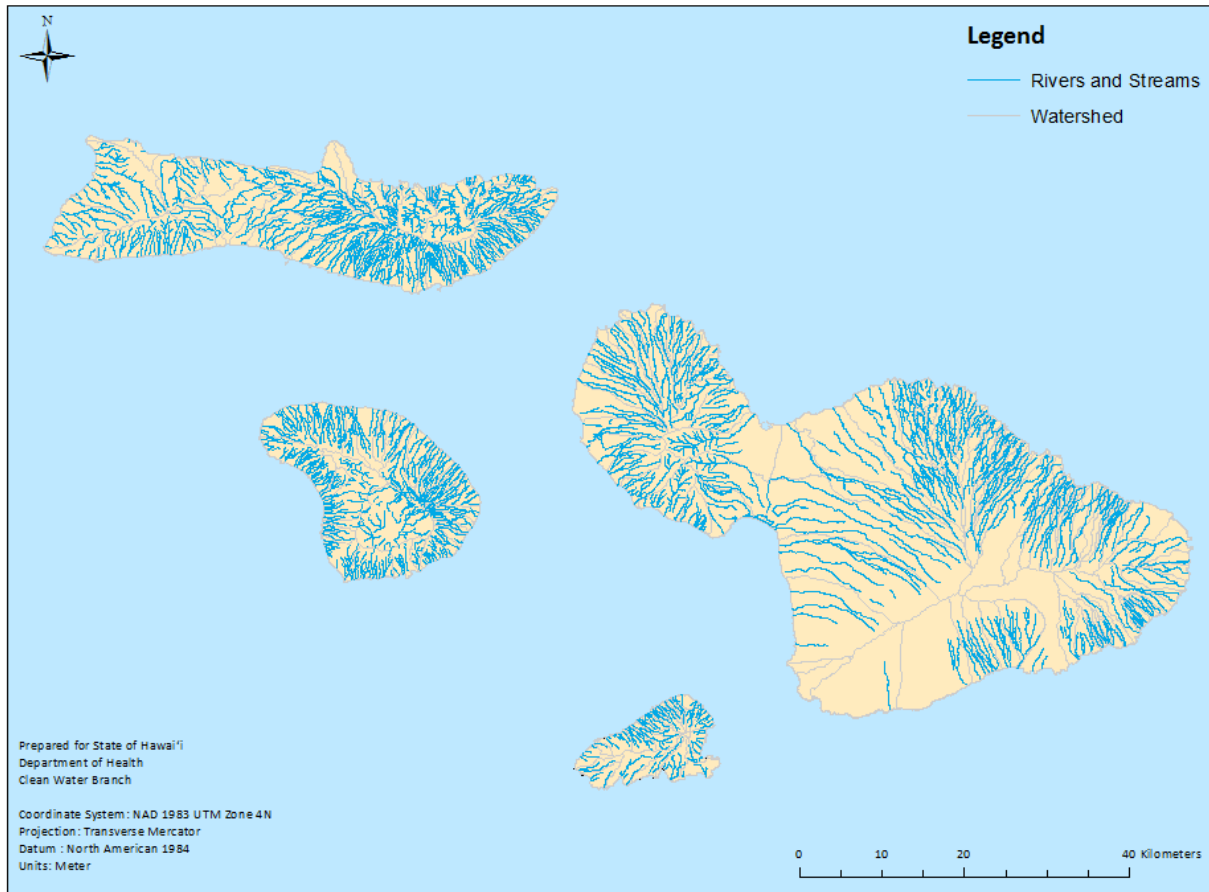 N
Legend
Rivers and Streams
Watershed
Prepared for State of Hawai‘i
Department of Health
Clean Water Branch
Coordinate System: NAD 1983 UTM Zone 4N
Projection: Transverse Mercator
Datum : North American 1984
Units: Meter
0 10 20 40 Kilometers